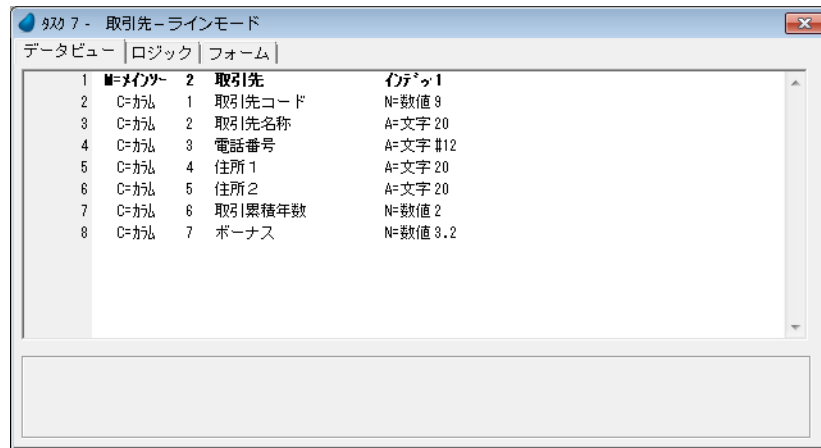 ﾀｽｸ 7 - 取引先－ラインモード
データビュー ロジック フォーム
1 M=ﾒｲﾝｿｰ 2 取引先 ｲﾝﾃﾞｯ 1
2 C=ｶﾗﾑ 1 取引先コード N=数値 9
3 C=ｶﾗﾑ 2 取引先名称 A=文字 20
4 C=ｶﾗﾑ 3 電話番号 A=文字 #12
5 C=ｶﾗﾑ 4 住所１ A=文字 20
6 C=ｶﾗﾑ 5 住所２ A=文字 20
7 C=ｶﾗﾑ 6 取引累積年数 N=数値 2
8 C=ｶﾗﾑ 7 ボーナス N=数値 3.2